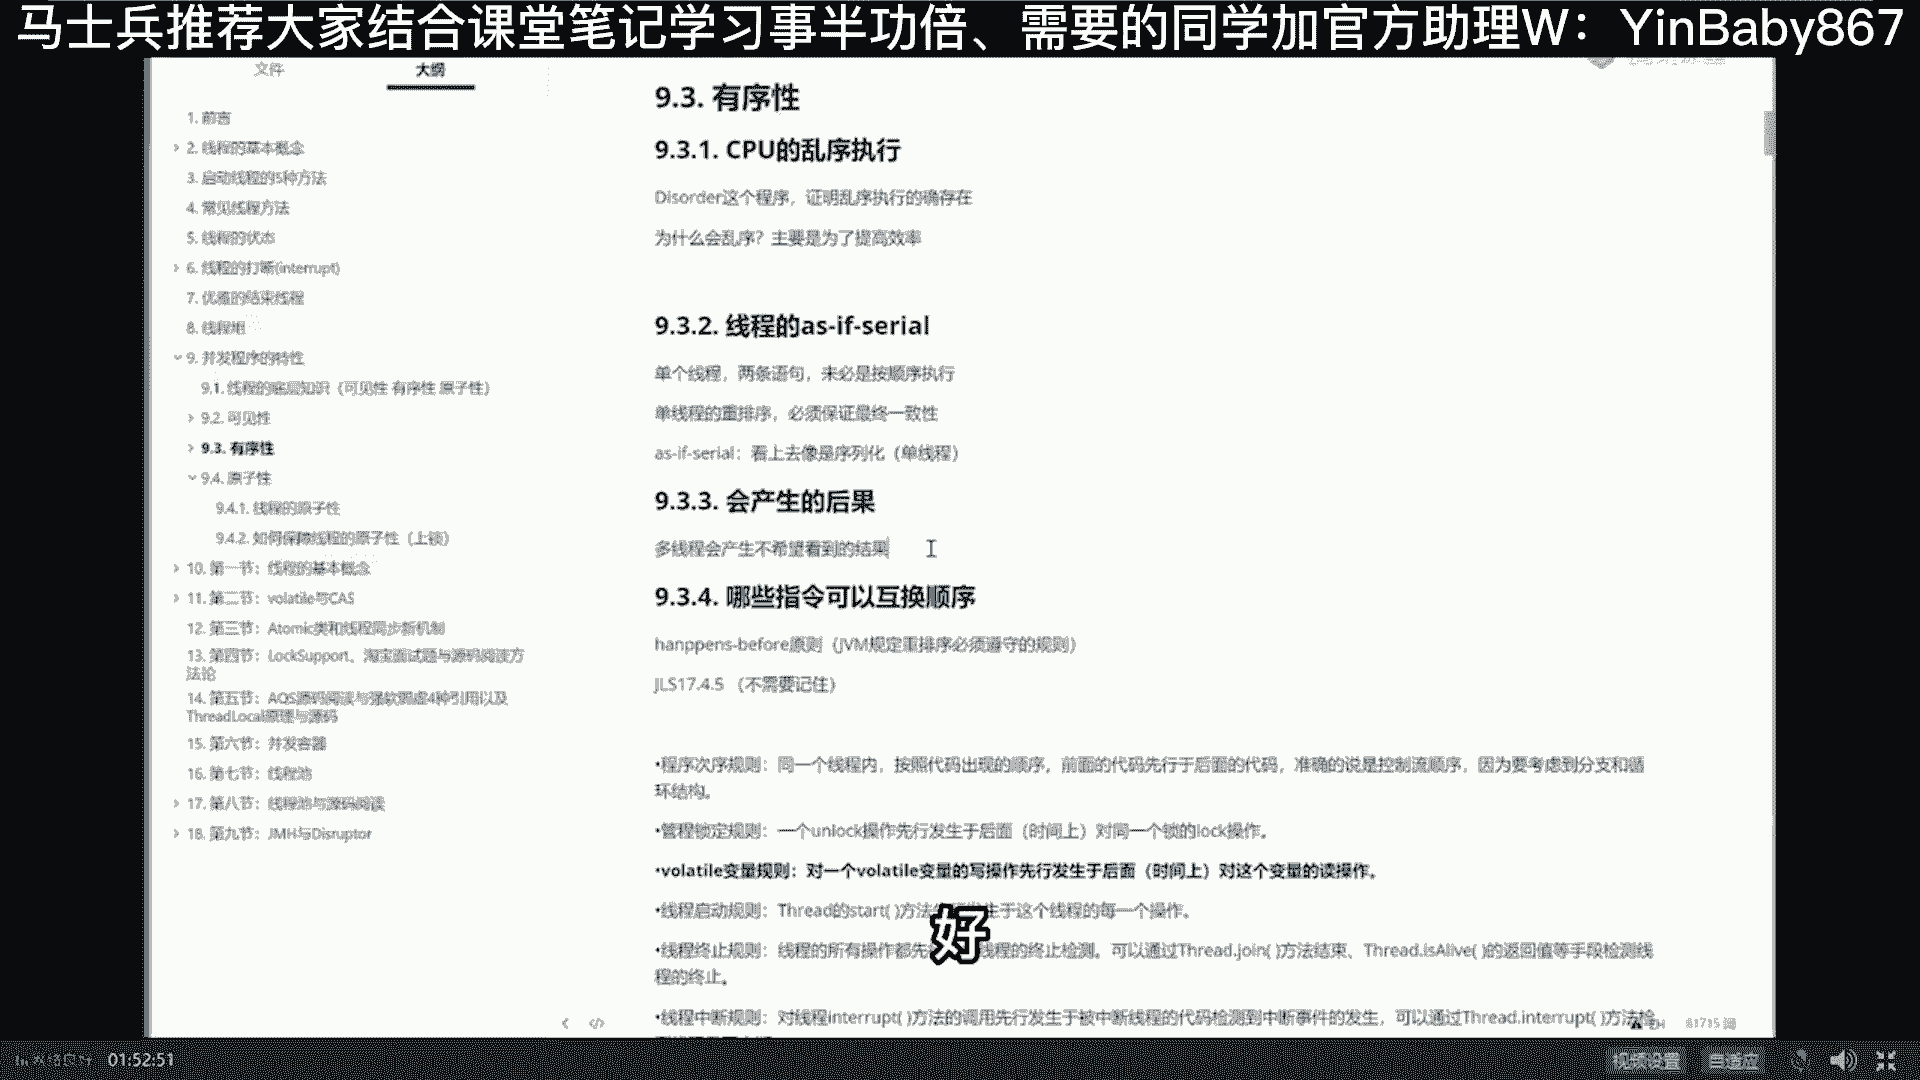 马士兵推荐大家结合课堂笔记学习事半功倍、需要的同学加官方助理W：YinBaby867
文件
大纲
1. 前言
2. 线程的基本概念
3. 启动线程的5种方法
4. 常见线程方法
5. 线程的状态
6. 线程的打断(interrupt)
7. 优雅的结束线程
8. 线程组
9. 并发程序的特性
9.1. 线程的底层知识（可见性 有序性 原子性）
9.2. 可见性
9.3. 有序性
9.4. 原子性
9.4.1. 线程的原子性
9.4.2. 如何保障线程的原子性（上锁）
10. 第一节：线程的基本概念
11. 第二节：volatile与CAS
12. 第三节：Atomic类和线程同步新机制
13. 第四节：LockSupport、淘宝面试题与源码阅读方
法论
14. 第五节：AQS源码阅读与强软弱虚4种引用以及
ThreadLocal原理与源码
15. 第六节：并发容器
16. 第七节：线程池
17. 第八节：线程池与源码阅读
18. 第九节：JMH与Disruptor
9.3. 有序性
9.3.1. CPU的乱序执行
Disorder这个程序，证明乱序执行的确存在
为什么会乱序？主要是为了提高效率
9.3.2. 线程的as-if-serial
单个线程，两条语句，未必是按顺序执行
单线程的重排序，必须保证最终一致性
as-if-serial：看上去像是序列化（单线程）
9.3.3. 会产生的后果
多线程会产生不希望看到的结果
9.3.4. 哪些指令可以互换顺序
hanppens-before原则（JVM规定重排序必须遵守的规则）
JLS17.4.5 （不需要记住）
•程序次序规则：同一个线程内，按照代码出现的顺序，前面的代码先行于后面的代码，准确的说是控制流顺序，因为要考虑到分支和循
环结构。
•管程锁定规则：一个unlock操作先行发生于后面（时间上）对同一个锁的lock操作。
•volatile变量规则：对一个volatile变量的写操作先行发生于后面（时间上）对这个变量的读操作。
•线程启动规则：Thread的start( )方法 生于这个线程的每一个操作。
好
•线程终止规则：线程的所有操作都先 线程的终止检测。可以通过Thread.join( )方法结束、Thread.isAlive( )的返回值等手段检测线
程的终止。
•线程中断规则：对线程interrupt( )方法的调用先行发生于被中断线程的代码检测到中断事件的发生，可以通过Thread.interrupt( )方法检
81715 词
01:52:51
视频设置
自适应